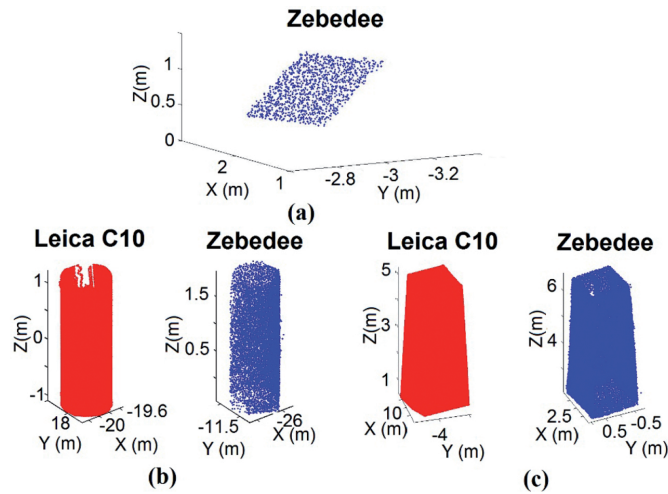 Zebedee
Z(m)
1
0.5
0
2
X (m)
1
-2.8
-3
-3.2
Y (m)
(a)
Leica C10
Z(m)
1
0
-1
18
Y (m)
-20
-19.6
X (m)
Zebedee
Z(m)
1.5
0.5
-11.5
Y (m)
-26
X (m)
(b)
Leica C10
Z(m)
5
3
1
10
X (m)
-4
Y (m)
Zebedee
Z(m)
6
4
2.5
X (m)
0.5
-0.5
Y (m)
(c)